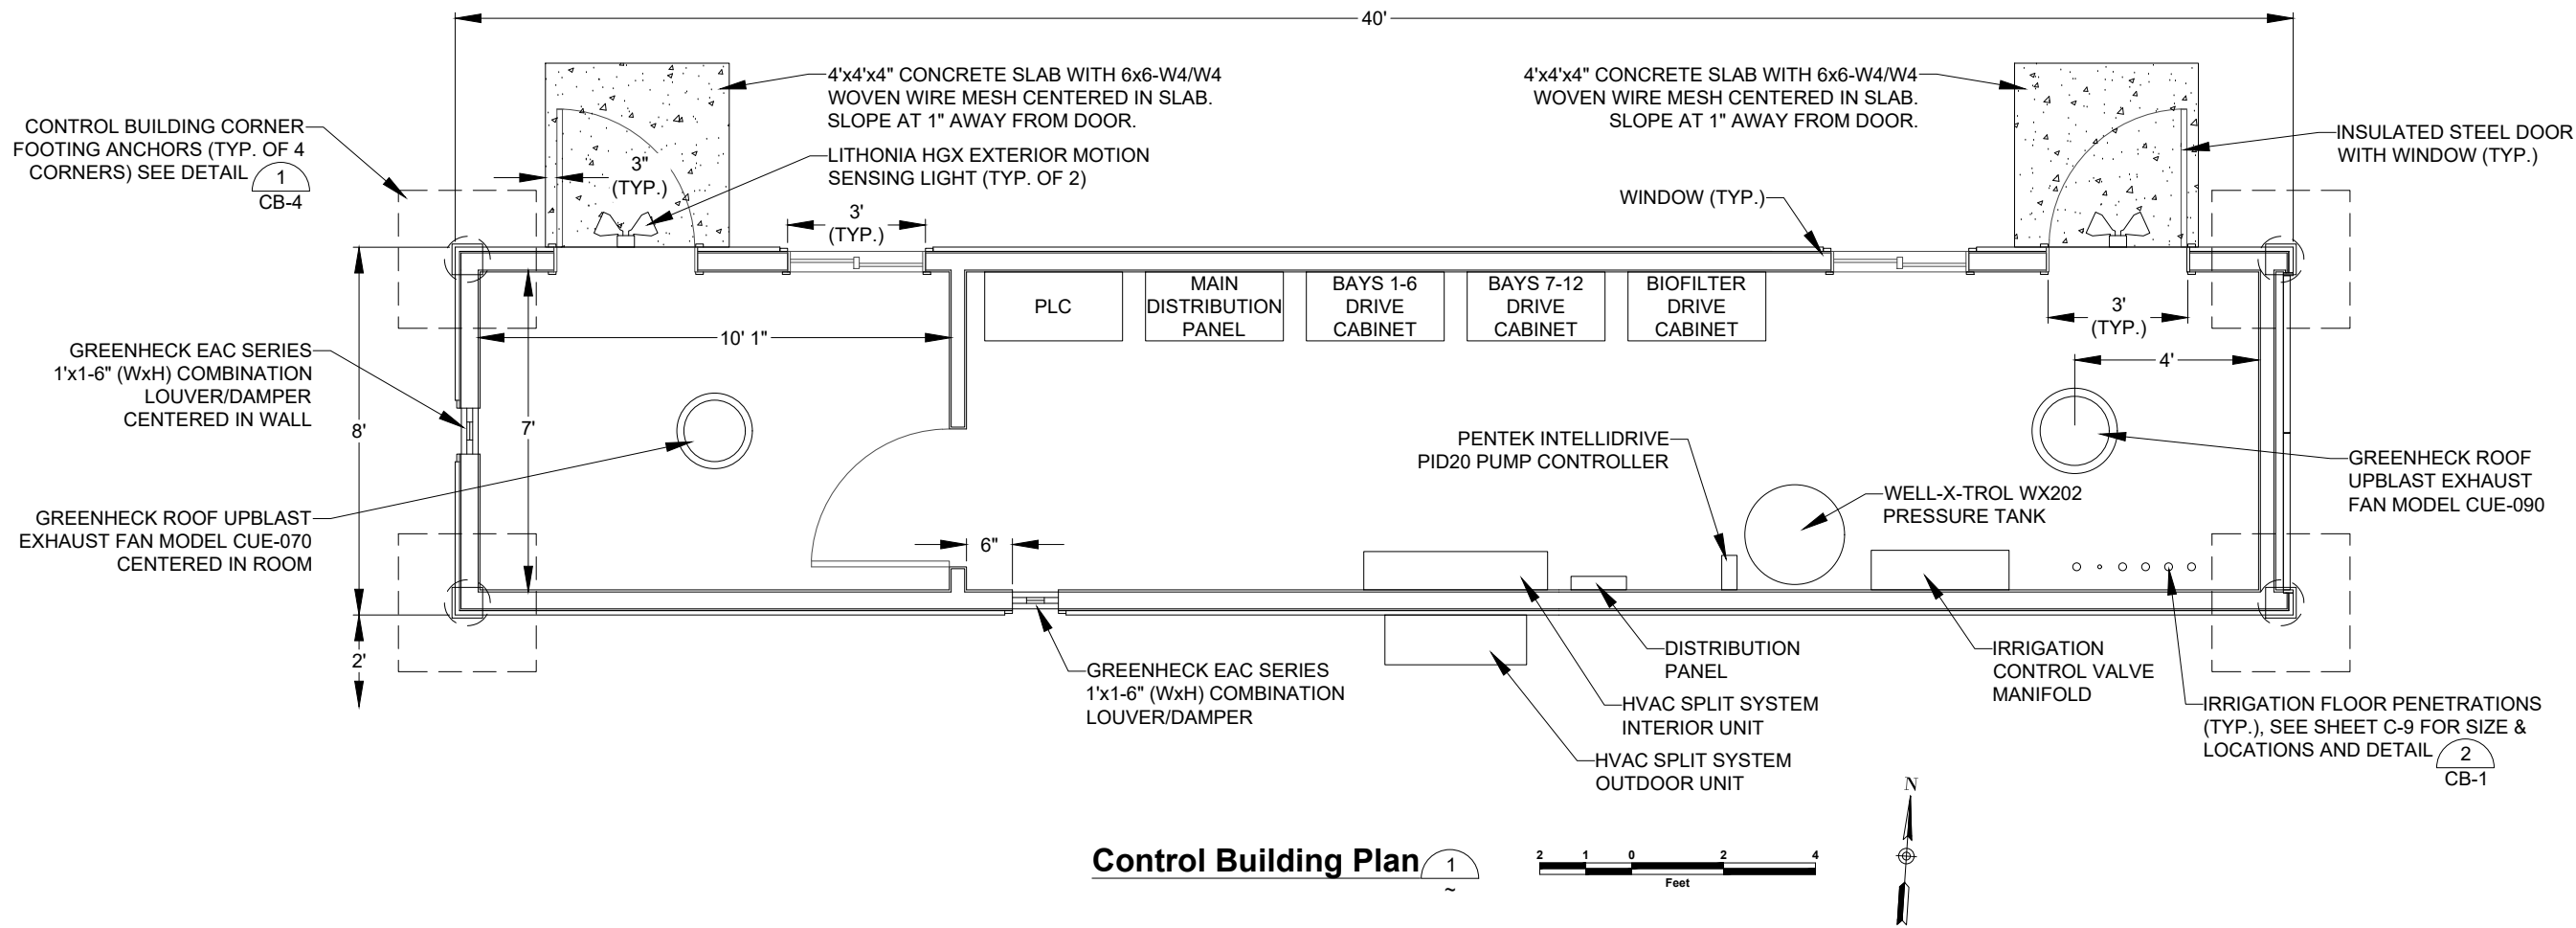 40'
4'x4'x4" CONCRETE SLAB WITH 6x6-W4/W4
WOVEN WIRE MESH CENTERED IN SLAB.
SLOPE AT 1" AWAY FROM DOOR.
4'x4'x4" CONCRETE SLAB WITH 6x6-W4/W4
WOVEN WIRE MESH CENTERED IN SLAB.
SLOPE AT 1" AWAY FROM DOOR.
CONTROL BUILDING CORNER
FOOTING ANCHORS (TYP. OF 4
CORNERS) SEE DETAIL
1
CB-4
3"
(TYP.)
LITHONIA HGX EXTERIOR MOTION
SENSING LIGHT (TYP. OF 2)
INSULATED STEEL DOOR
WITH WINDOW (TYP.)
WINDOW (TYP.)
3'
(TYP.)
PLC
MAIN
DISTRIBUTION
PANEL
BAYS 1-6
DRIVE
CABINET
BAYS 7-12
DRIVE
CABINET
BIOFILTER
DRIVE
CABINET
3'
(TYP.)
10' 1"
4'
GREENHECK EAC SERIES
1'x1-6" (WxH) COMBINATION
LOUVER/DAMPER
CENTERED IN WALL
8'
7'
PENTEK INTELLIDRIVE
PID20 PUMP CONTROLLER
WELL-X-TROL WX202
PRESSURE TANK
GREENHECK ROOF
UPBLAST EXHAUST
FAN MODEL CUE-090
GREENHECK ROOF UPBLAST
EXHAUST FAN MODEL CUE-070
CENTERED IN ROOM
6"
2'
GREENHECK EAC SERIES
1'x1-6" (WxH) COMBINATION
LOUVER/DAMPER
DISTRIBUTION
PANEL
HVAC SPLIT SYSTEM
INTERIOR UNIT
HVAC SPLIT SYSTEM
OUTDOOR UNIT
IRRIGATION
CONTROL VALVE
MANIFOLD
IRRIGATION FLOOR PENETRATIONS
(TYP.), SEE SHEET C-9 FOR SIZE &
LOCATIONS AND DETAIL
2
CB-1
N
Control Building Plan
1
~
2 1 0 2 4
Feet